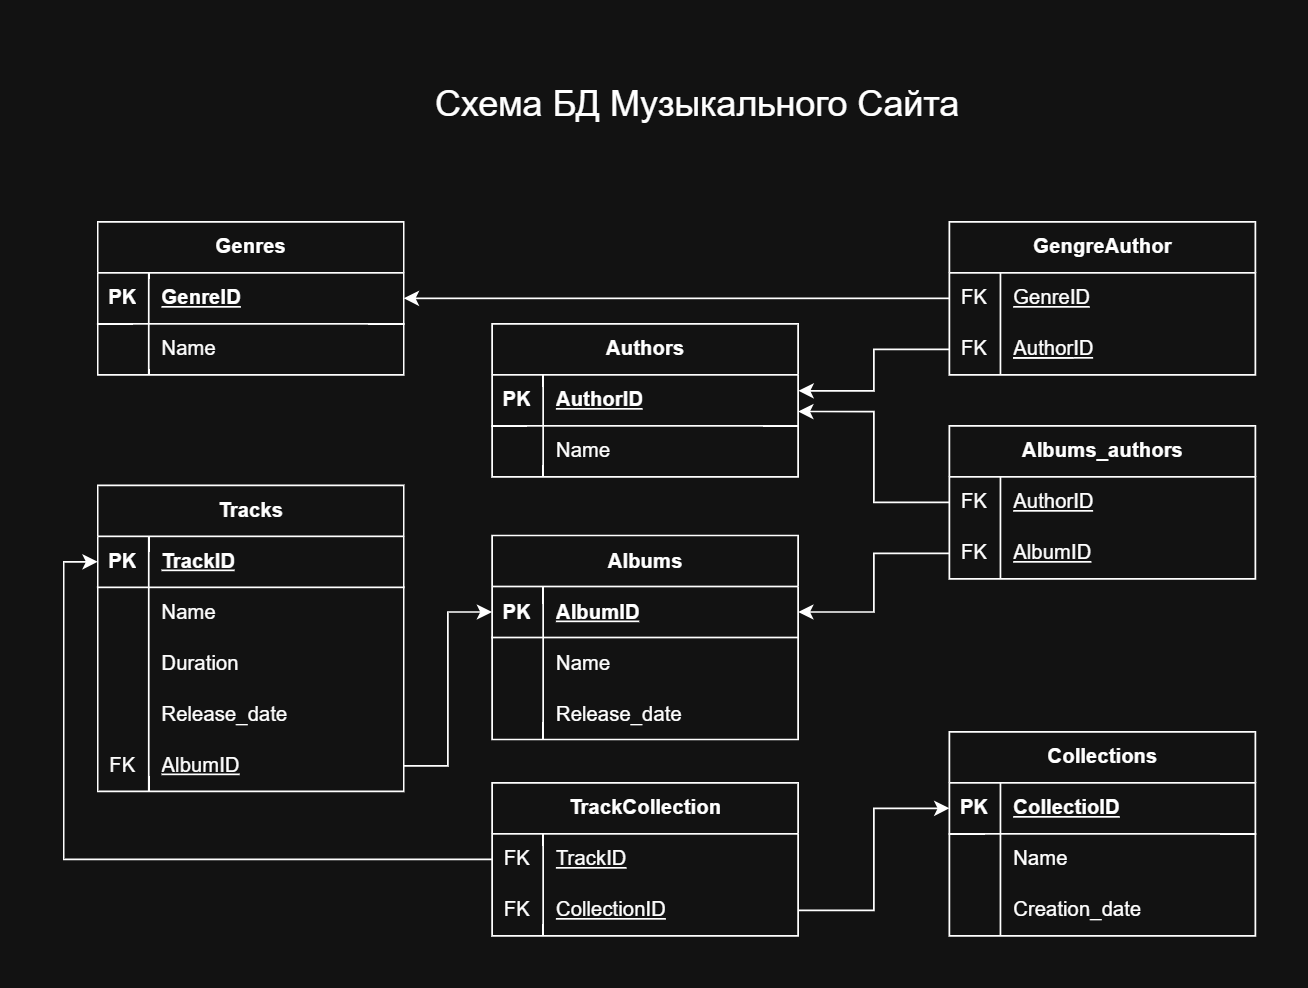 Схема БД Музыкального Сайта
Genres
PK GenreID
Name
GengreAuthor
FK GenreID
FK AuthorID
Authors
PK AuthorID
Name
Albums_authors
FK AuthorID
FK AlbumID
Tracks
PK TrackID
Name
Duration
Release_date
FK AlbumID
Albums
PK AlbumID
Name
Release_date
TrackCollection
FK TrackID
FK CollectionID
Collections
PK CollectioID
Name
Creation_date